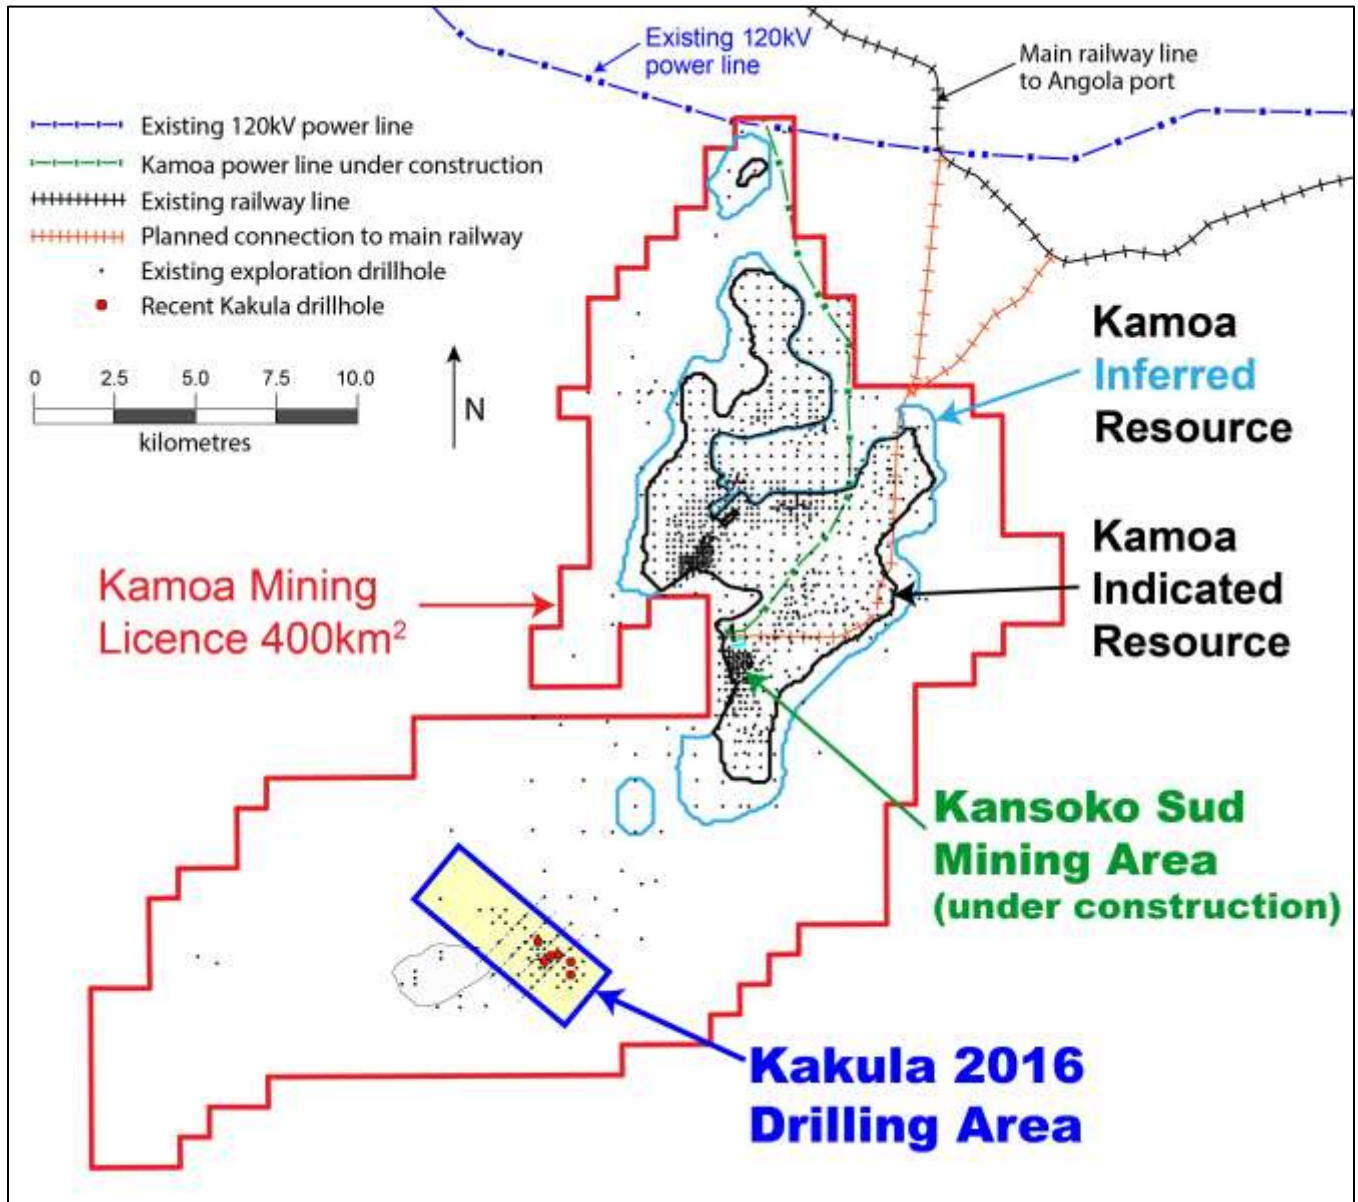 Existing 120kV
power line
Main railway line
to Angola port
Existing 120kV power line
Kamoa power line under construction
Existing railway line
Planned connection to main railway
Existing exploration drillhole
Recent Kakula drillhole
0 2.5 5.0 7.5 10.0
kilometres
N
Kamoa
Inferred
Resource
Kamoa
Indicated
Resource
Kamoa Mining
Licence 400km²
Kansoko Sud
Mining Area
(under construction)
Kakula 2016
Drilling Area